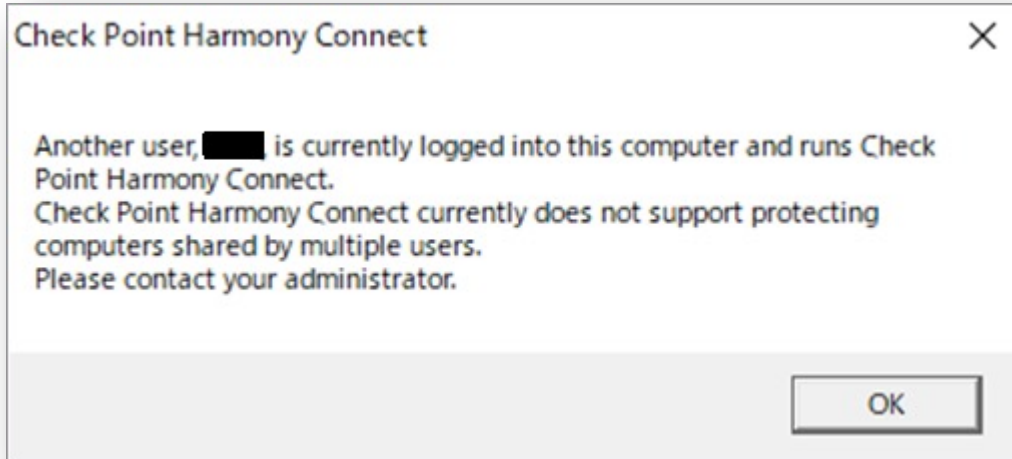 Check Point Harmony Connect
Another user, , is currently logged into this computer and runs Check
Point Harmony Connect.
Check Point Harmony Connect currently does not support protecting
computers shared by multiple users.
Please contact your administrator.
OK